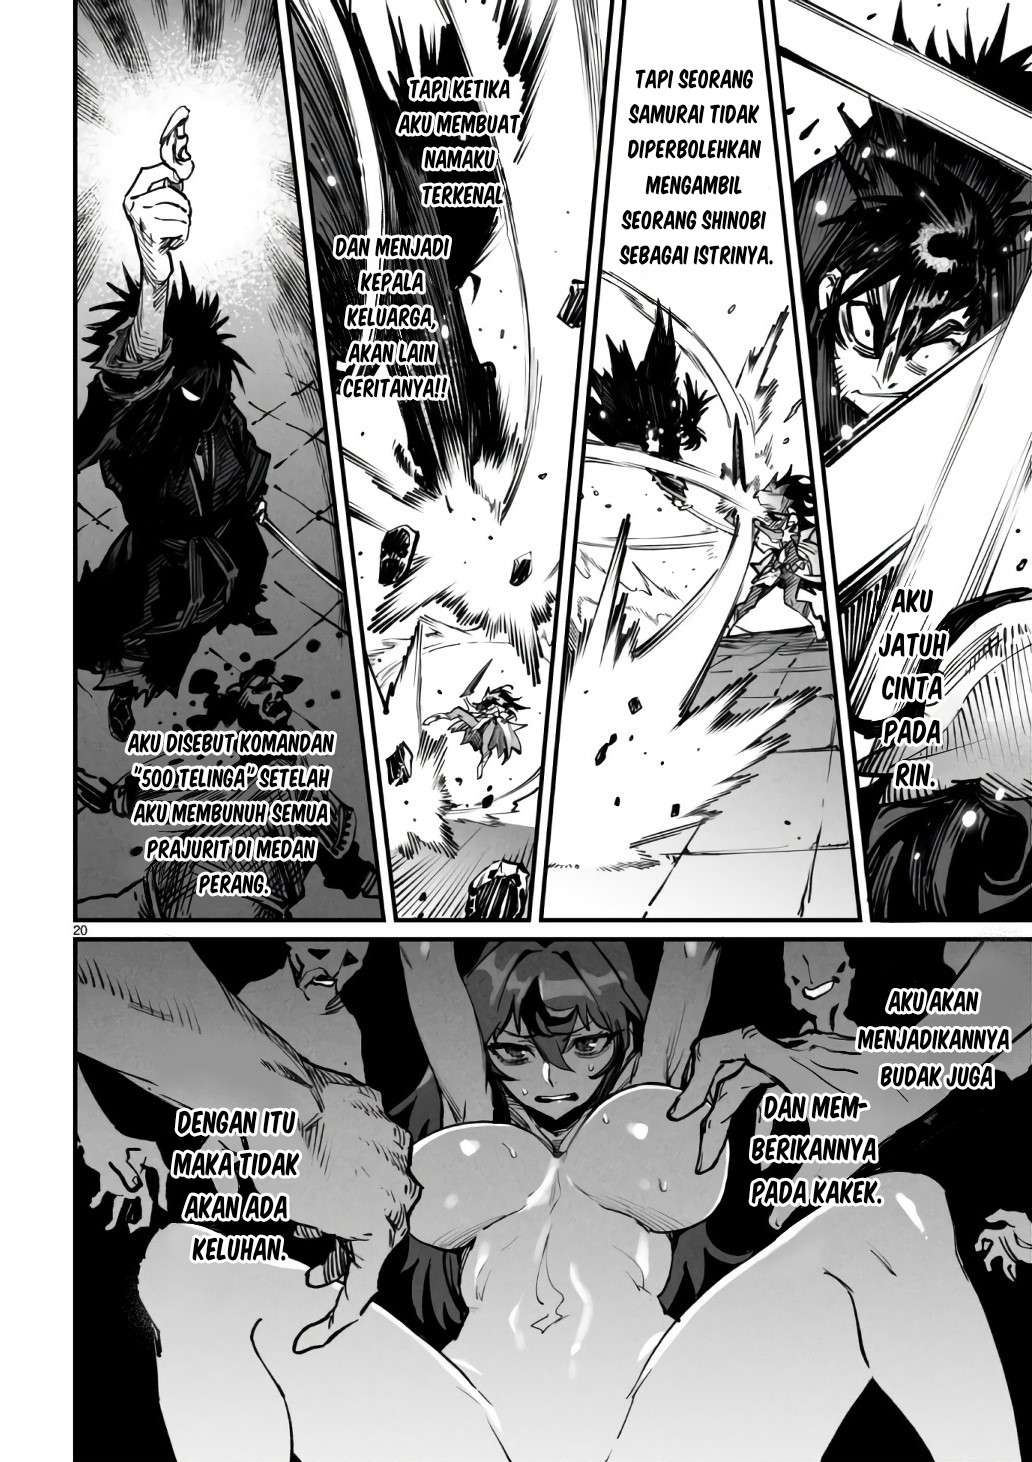 AKU
JATUH
CINTA
PADA
RIN.
TAPI SEORANG
SAMURAI TIDAK
DIPERBOLEHKAN
MENGAMBIL
SEORANG SHINOBI
SEBAGAI ISTRINYA.
TAPI KETIKA
AKU MEMBUAT
NAMAKU
TERKENAL
DAN MENJADI
KEPALA
KELUARGA,
AKAN LAIN
CERITANYA!!
AKU DISEBUT KOMANDAN
"500 TELINGA" SETELAH
AKU MEMBUNUH SEMUA
PRAJURIT DI MEDAN
PERANG.
20
AKU AKAN
MENJADIKANNYA
BUDAK JUGA
DAN MEM-
BERIKANNYA
PADA KAKEK.
DENGAN ITU
MAKA TIDAK
AKAN ADA
KELUHAN.